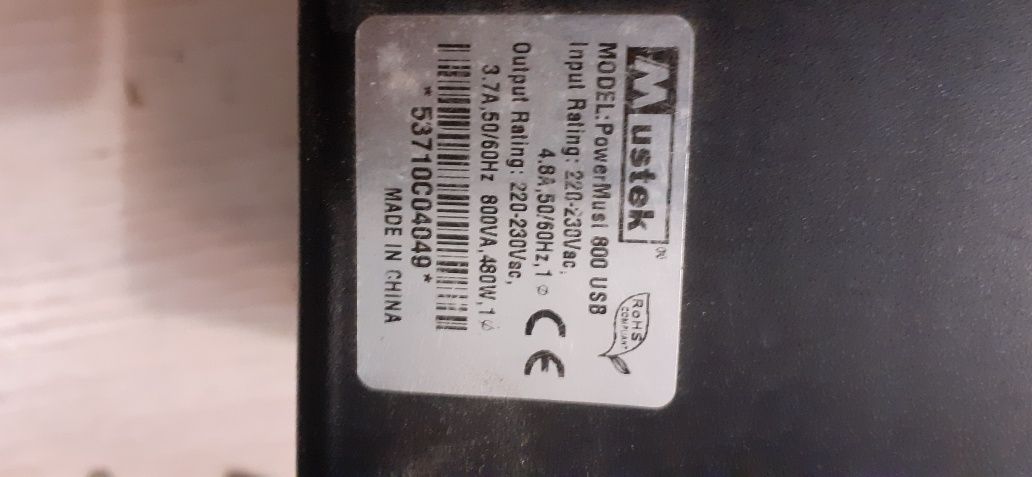 Mustek
MODEL: PowerMust 800 USB
Input Rating: 220-230Vac,
4.8A,50/60Hz,1 ⌀
Output Rating: 220-230Vac,
3.7A,50/60Hz 800VA,480W,1 ⌀
*53710C04049*
MADE IN CHINA
CE
RoHS
COMPLIANT